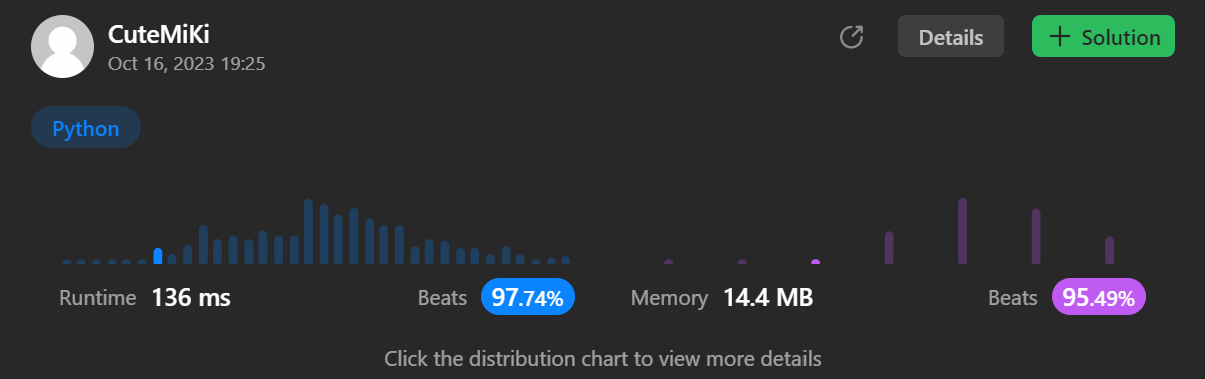 CuteMiKi
Oct 16, 2023 19:25
Details
+ Solution
Python
Runtime 136 ms Beats 97.74%
Memory 14.4 MB Beats 95.49%
Click the distribution chart to view more details